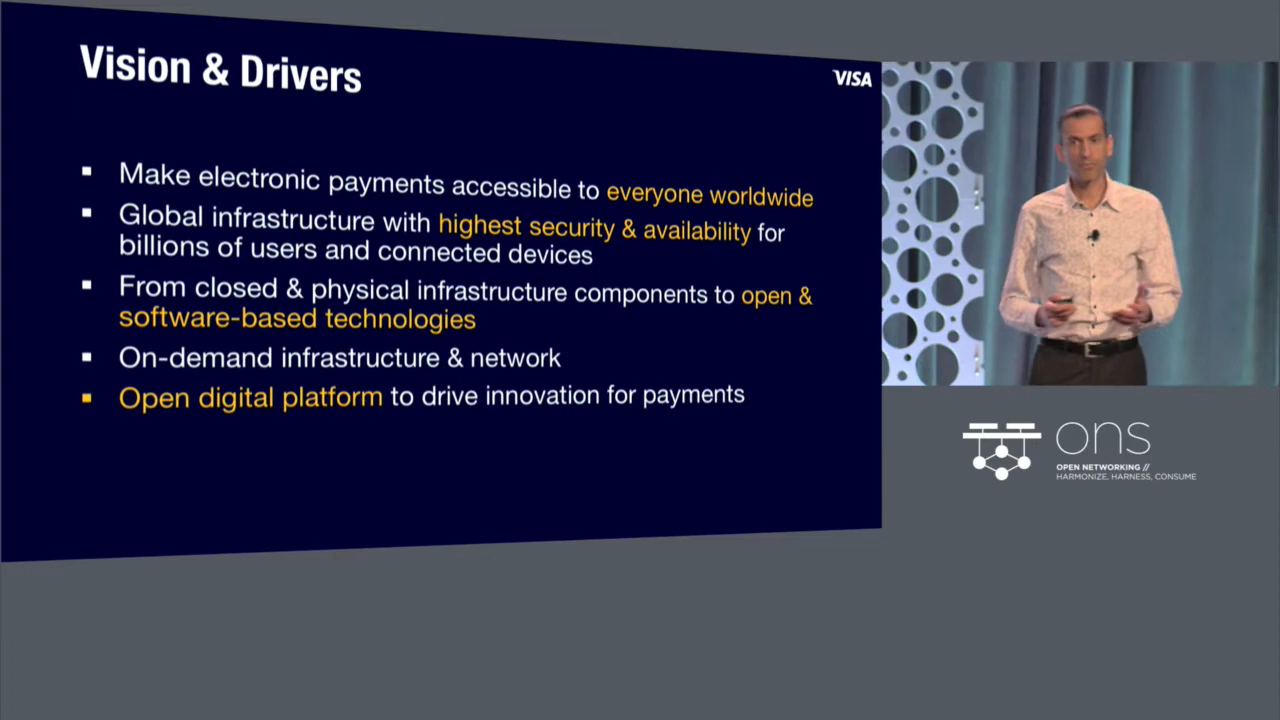 Vision & Drivers
VISA
▪ Make electronic payments accessible to everyone worldwide
▪ Global infrastructure with highest security & availability for
billions of users and connected devices
▪ From closed & physical infrastructure components to open &
software-based technologies
▪ On-demand infrastructure & network
▪ Open digital platform to drive innovation for payments
ons
OPEN NETWORKING //
HARMONIZE, HARNESS, CONSUME